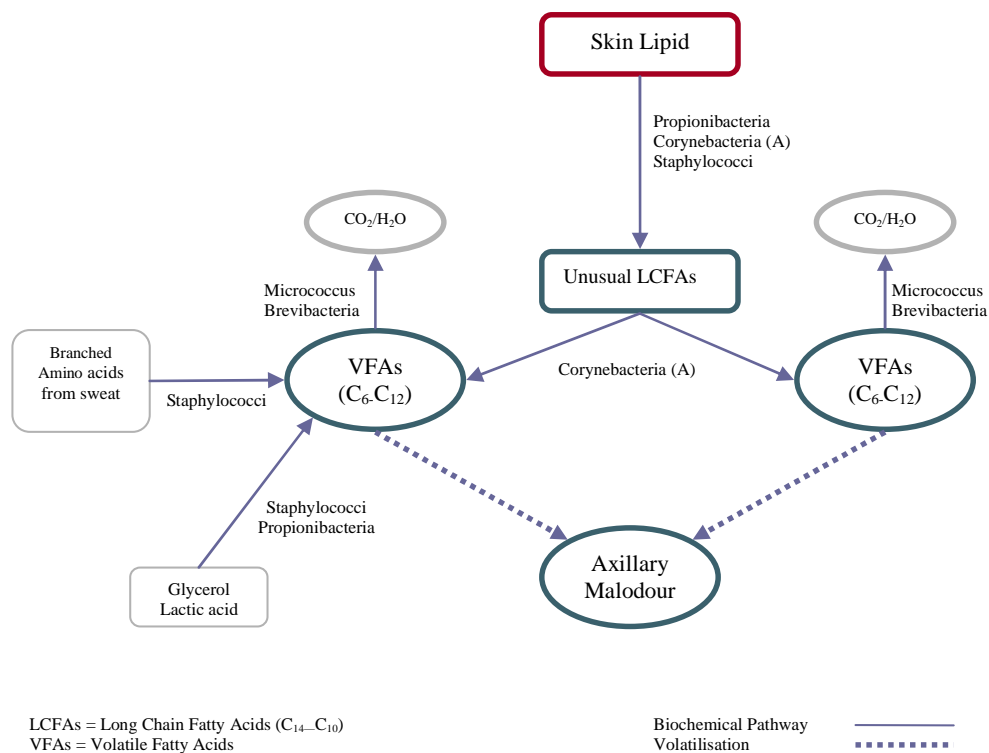 Skin Lipid
Propionibacteria
Corynebacteria (A)
Staphylococci
CO₂/H₂O
CO₂/H₂O
Unusual LCFAs
Micrococcus
Brevibacteria
Micrococcus
Brevibacteria
Branched
Amino acids
from sweat
Staphylococci
VFAs
(C₆-C₁₂)
Corynebacteria (A)
VFAs
(C₆-C₁₂)
Staphylococci
Propionibacteria
Axillary
Malodour
Glycerol
Lactic acid
LCFAs = Long Chain Fatty Acids (C₁₄—C₁₀)
VFAs = Volatile Fatty Acids
Biochemical Pathway
Volatilisation